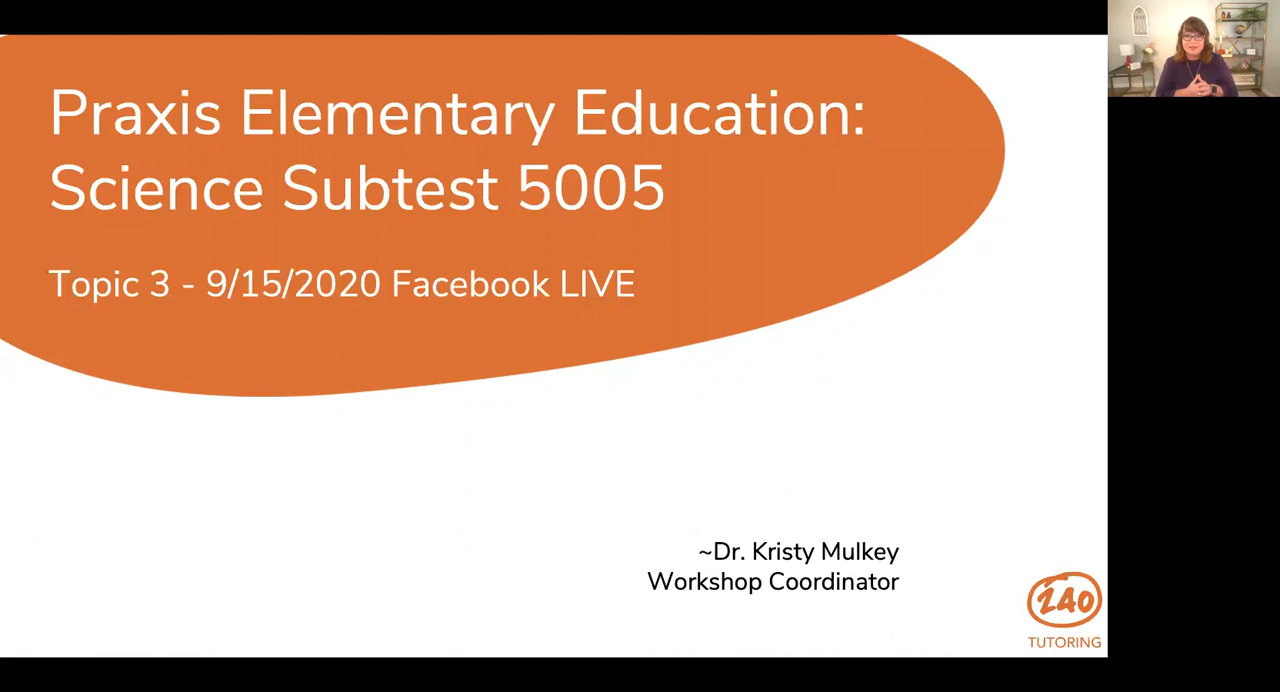 Praxis Elementary Education:
Science Subtest 5005
Topic 3 - 9/15/2020 Facebook LIVE
~Dr. Kristy Mulkey
Workshop Coordinator
240
TUTORING